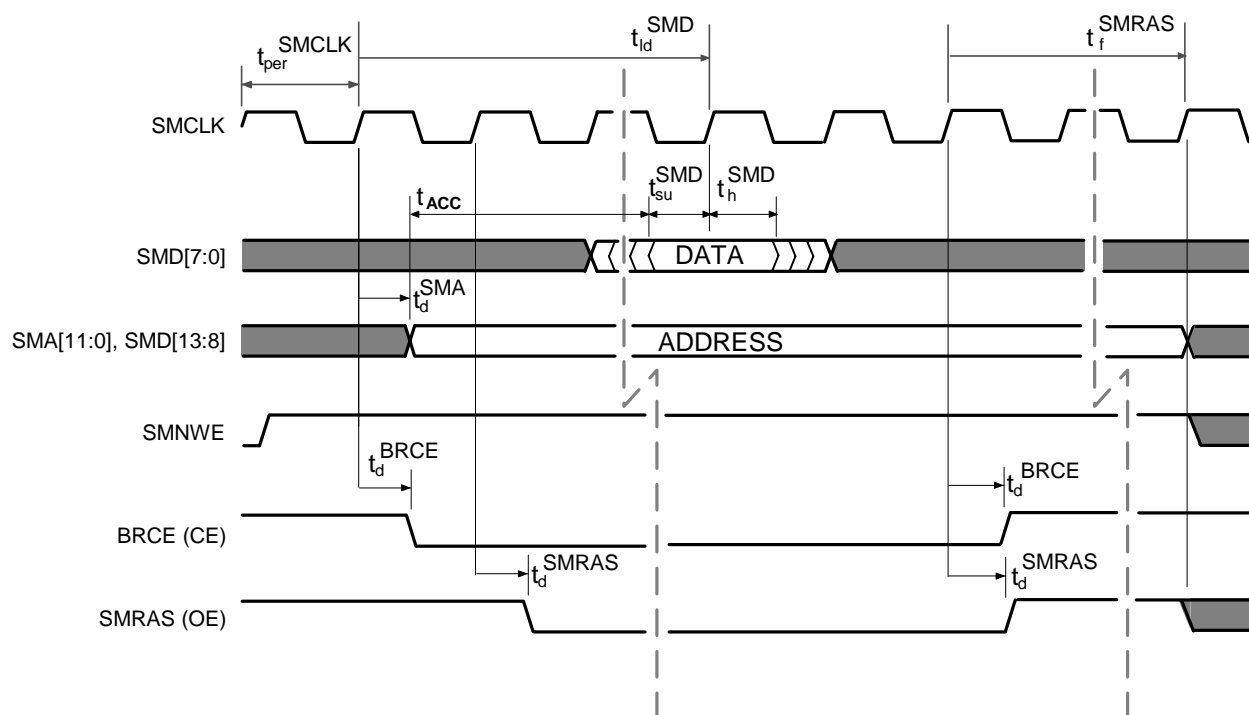 t_per^SMCLK
t_ld^SMD
t_f^SMRAS
SMCLK
t_ACC
t_su^SMD
t_h^SMD
SMD[7:0]
DATA
t_d^SMA
SMA[11:0], SMD[13:8]
ADDRESS
SMNWE
t_d^BRCE
t_d^BRCE
BRCE (CE)
t_d^SMRAS
t_d^SMRAS
SMRAS (OE)